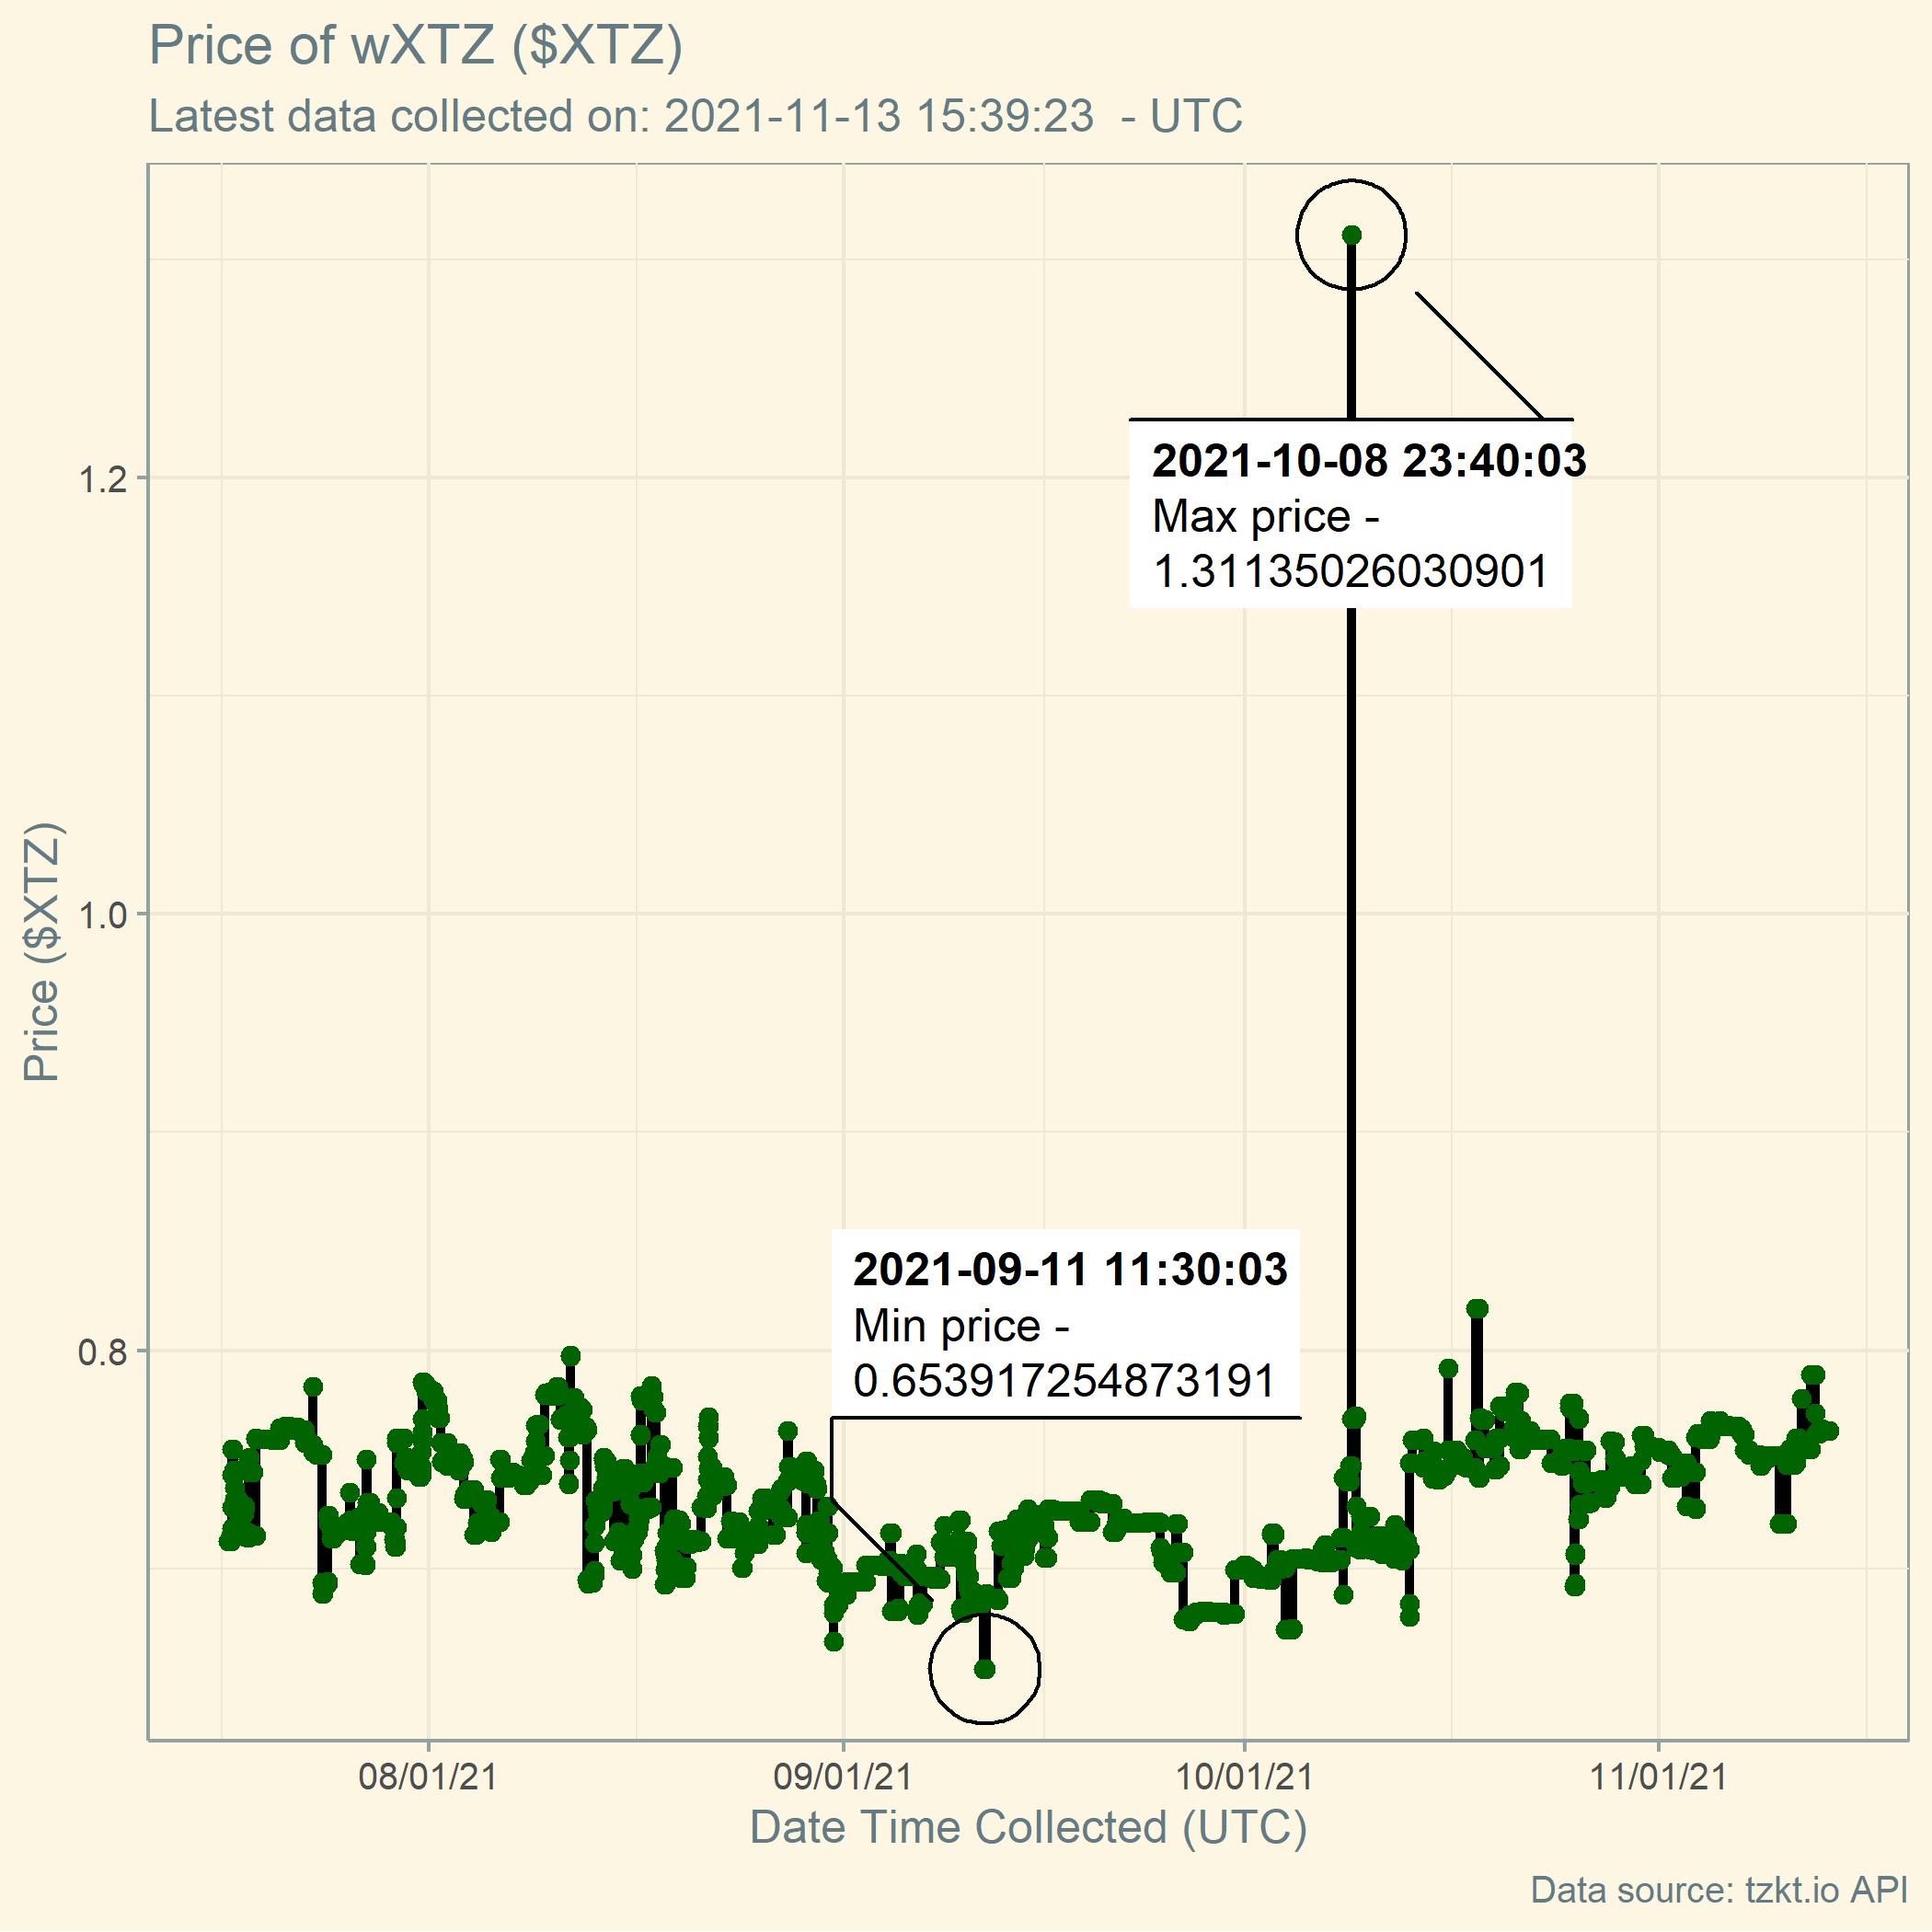 Price of wXTZ ($XTZ)
Latest data collected on: 2021-11-13 15:39:23  - UTC
2021-10-08 23:40:03
Max price -
1.31135026030901
1.2
1.0
0.8
Price ($XTZ)
2021-09-11 11:30:03
Min price -
0.653917254873191
08/01/21
09/01/21
10/01/21
11/01/21
Date Time Collected (UTC)
Data source: tzkt.io API